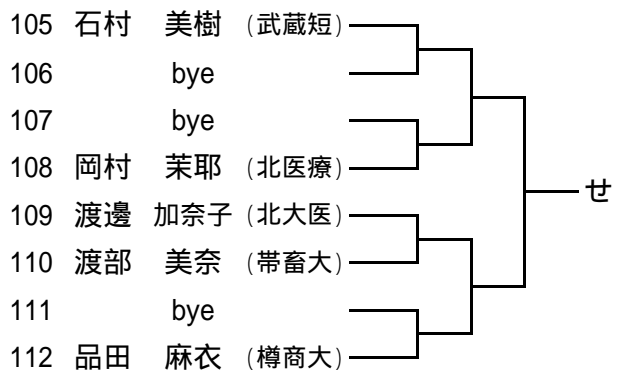 105 石村 美樹 (武蔵短)
106 bye
107 bye
108 岡村 茉耶 (北医療)
せ
109 渡邊 加奈子 (北大医)
110 渡部 美奈 (帯畜大)
111 bye
112 品田 麻衣 (樽商大)